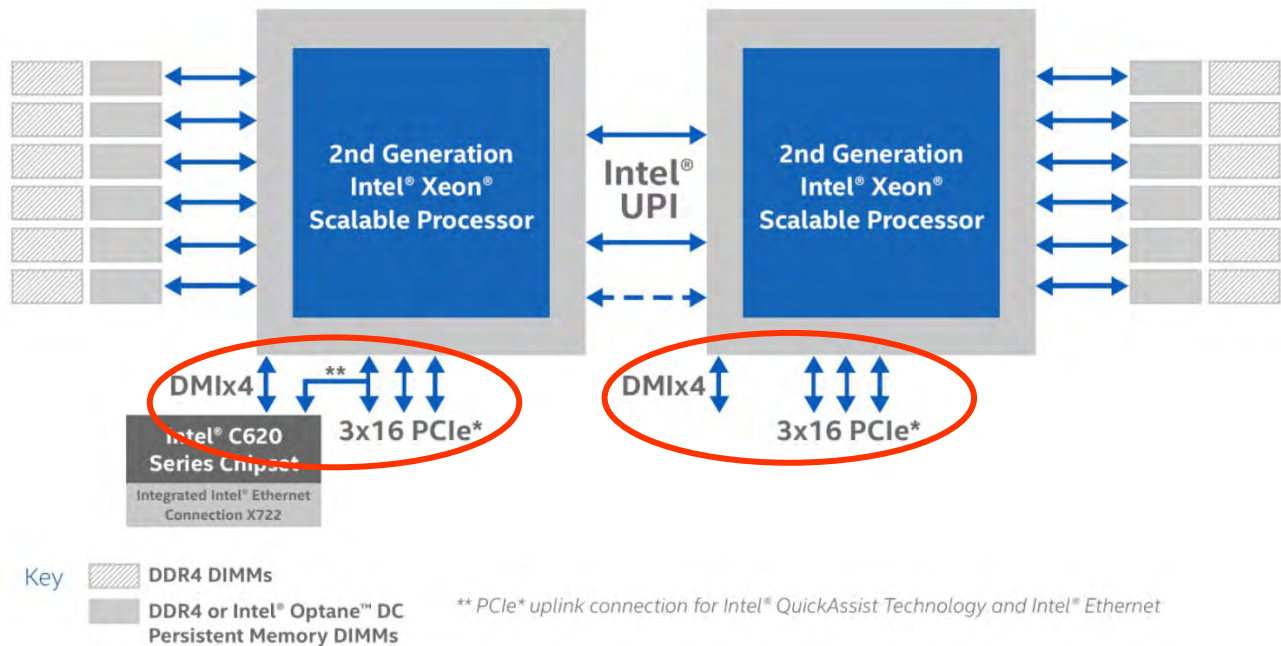 2nd Generation
Intel® Xeon®
Scalable Processor
Intel®
UPI
2nd Generation
Intel® Xeon®
Scalable Processor
DMIx4
**
3x16 PCIe*
DMIx4
3x16 PCIe*
Intel® C620
Series Chipset
Integrated Intel® Ethernet
Connection X722
Key
DDR4 DIMMs
DDR4 or Intel® Optane™ DC
Persistent Memory DIMMs
** PCIe* uplink connection for Intel® QuickAssist Technology and Intel® Ethernet